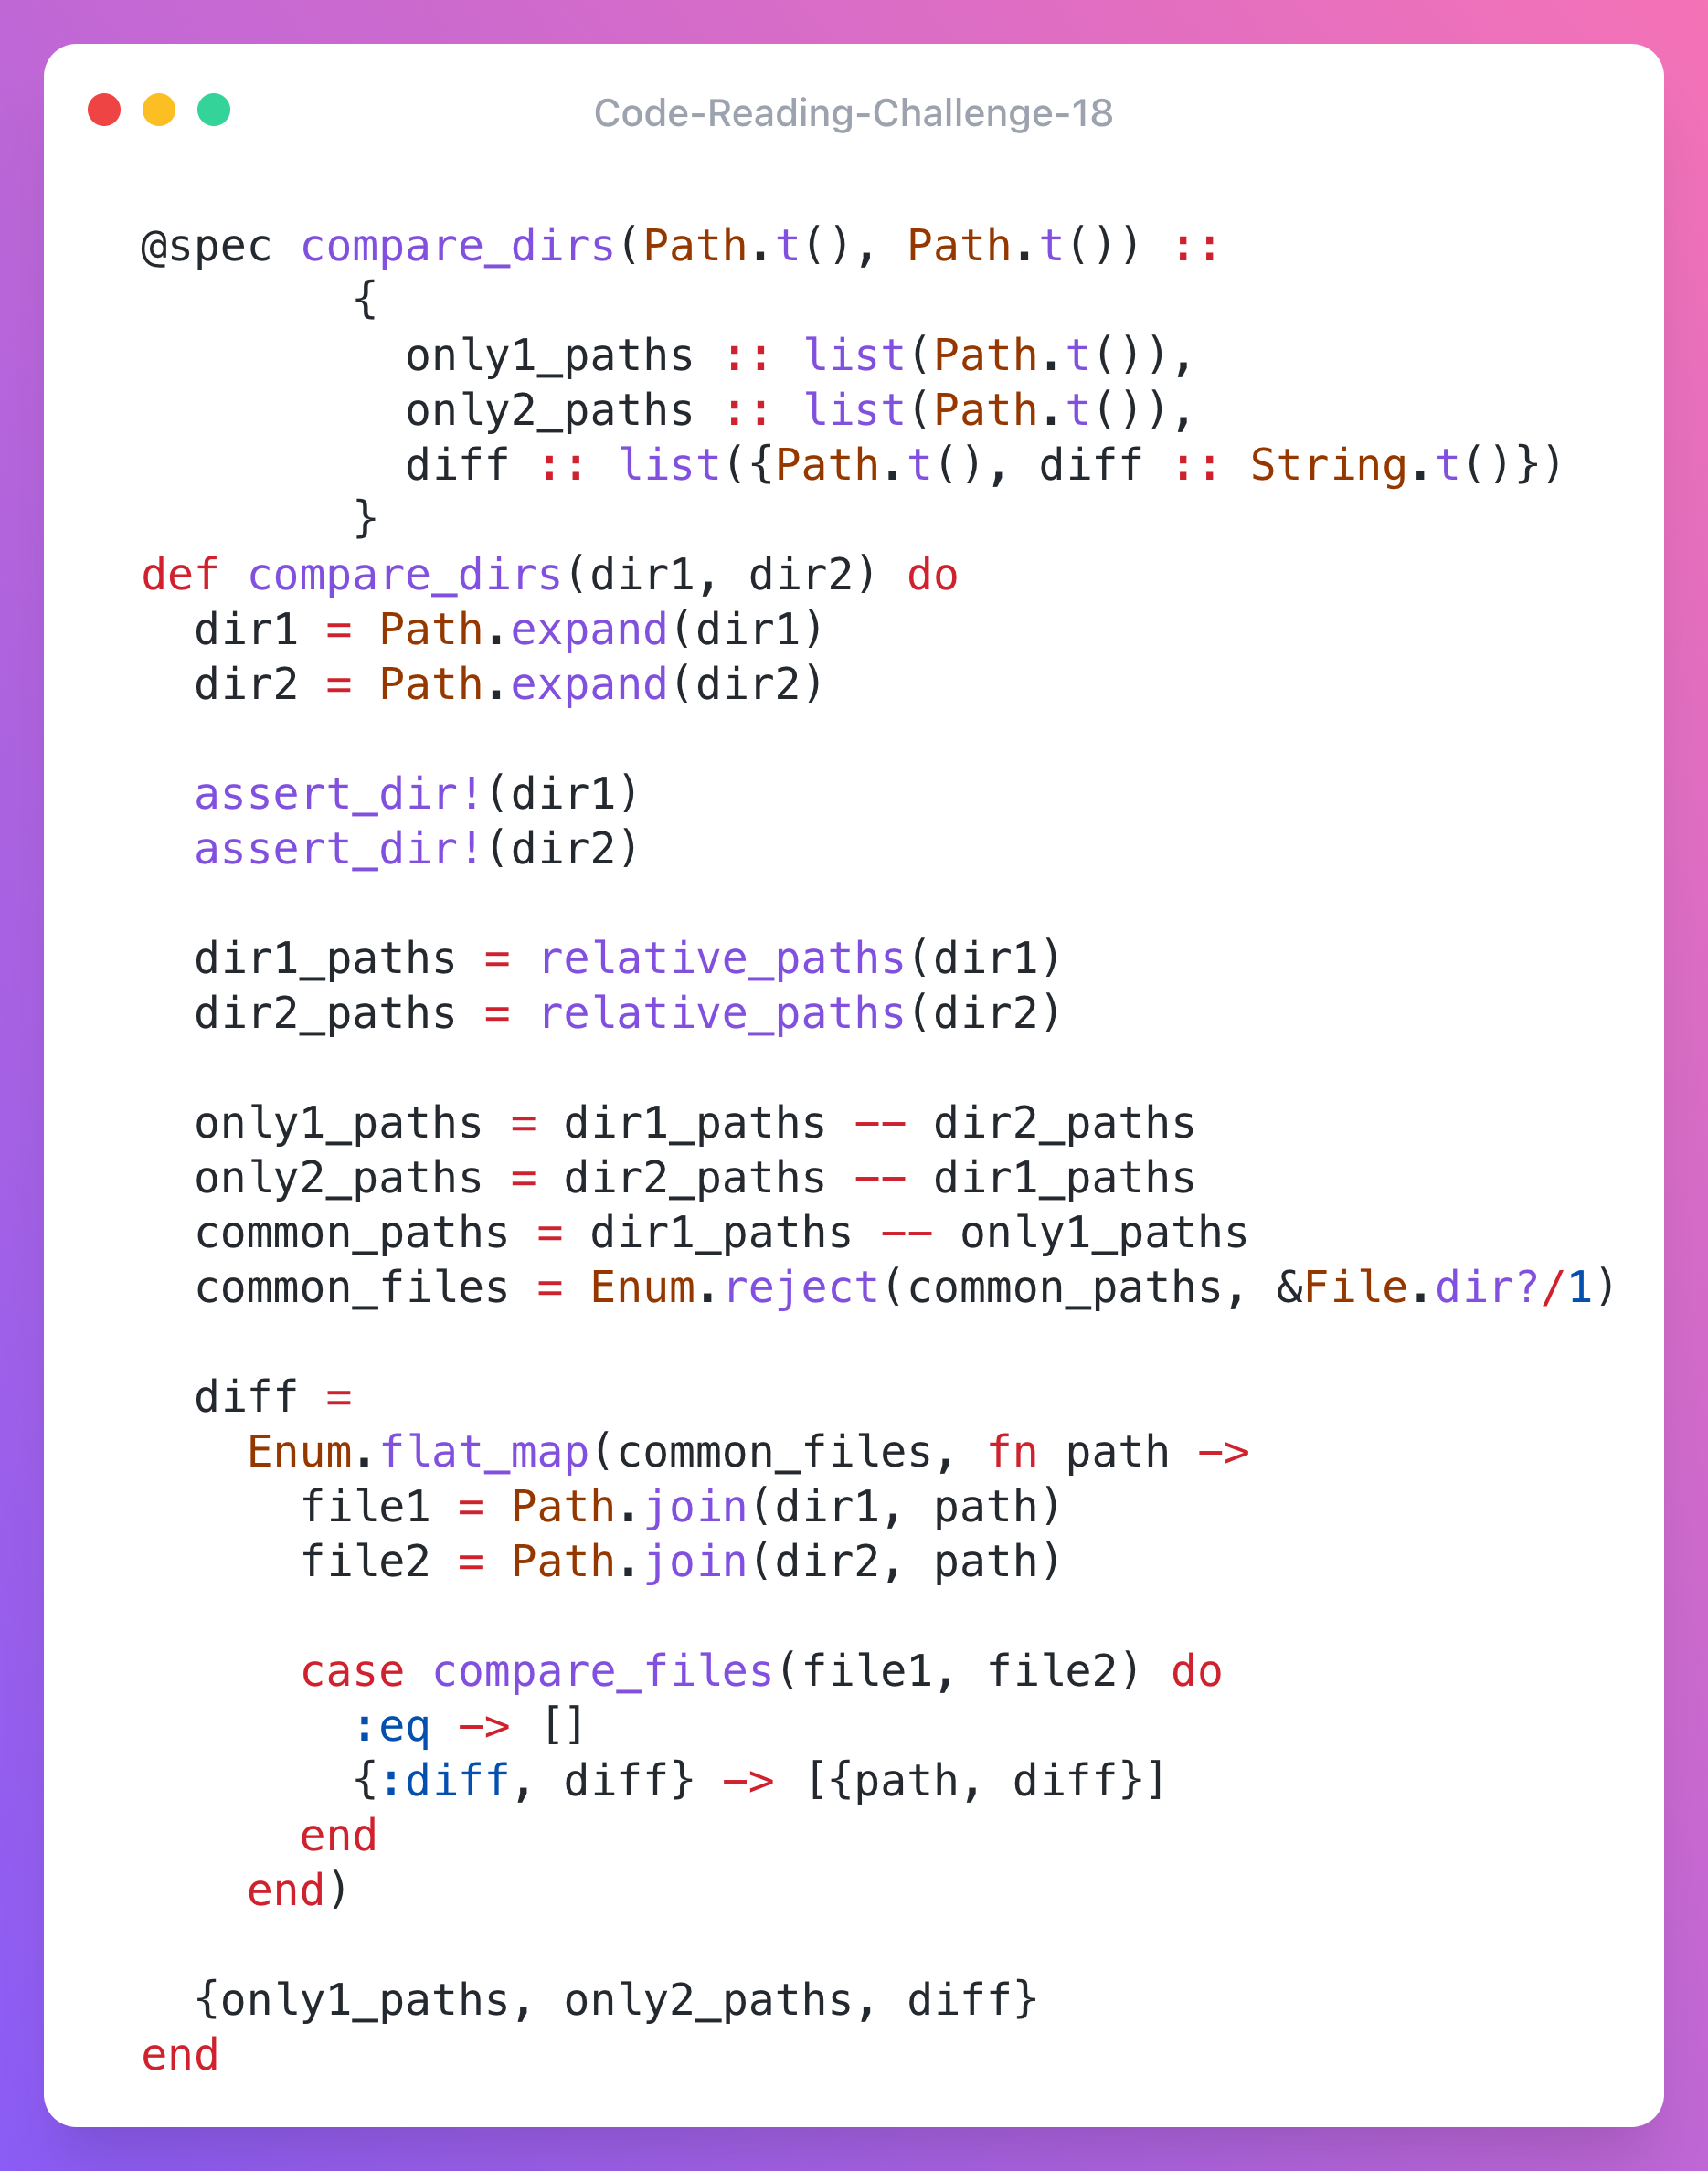 Code-Reading-Challenge-18
@spec compare_dirs(Path.t(), Path.t()) ::
        {
          only1_paths :: list(Path.t()),
          only2_paths :: list(Path.t()),
          diff :: list({Path.t(), diff :: String.t()})
        }
def compare_dirs(dir1, dir2) do
  dir1 = Path.expand(dir1)
  dir2 = Path.expand(dir2)

  assert_dir!(dir1)
  assert_dir!(dir2)

  dir1_paths = relative_paths(dir1)
  dir2_paths = relative_paths(dir2)

  only1_paths = dir1_paths -- dir2_paths
  only2_paths = dir2_paths -- dir1_paths
  common_paths = dir1_paths -- only1_paths
  common_files = Enum.reject(common_paths, &File.dir?/1)

  diff =
    Enum.flat_map(common_files, fn path ->
      file1 = Path.join(dir1, path)
      file2 = Path.join(dir2, path)

      case compare_files(file1, file2) do
        :eq -> []
        {:diff, diff} -> [{path, diff}]
      end
    end)

  {only1_paths, only2_paths, diff}
end